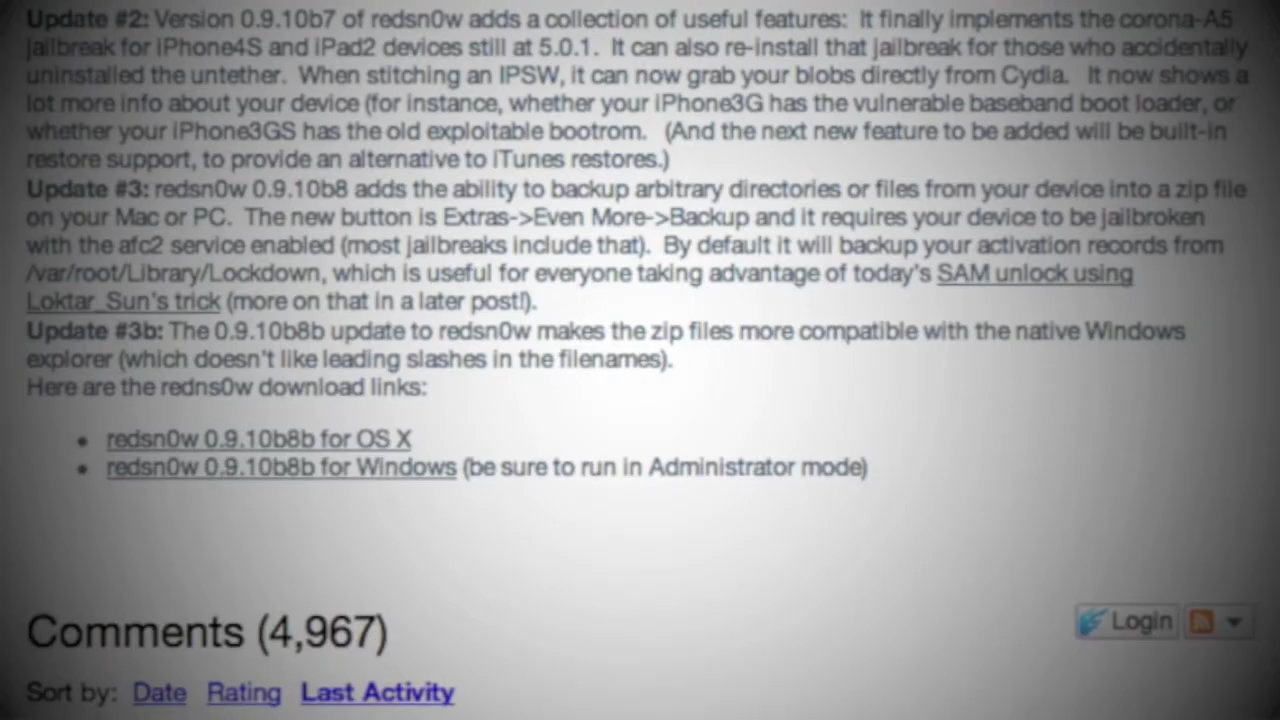 Update #2: Version 0.9.10b7 of redsn0w adds a collection of useful features:  It finally implements the corona-A5
jailbreak for iPhone4S and iPad2 devices still at 5.0.1.  It can also re-install that jailbreak for those who accidentally
uninstalled the untether.  When stitching an IPSW, it can now grab your blobs directly from Cydia.   It now shows a
lot more info about your device (for instance, whether your iPhone3G has the vulnerable baseband boot loader, or
whether your iPhone3GS has the old exploitable bootrom.   (And the next new feature to be added will be built-in
restore support, to provide an alternative to iTunes restores.)
Update #3: redsn0w 0.9.10b8 adds the ability to backup arbitrary directories or files from your device into a zip file
on your Mac or PC.  The new button is Extras->Even More->Backup and it requires your device to be jailbroken
with the afc2 service enabled (most jailbreaks include that).  By default it will backup your activation records from
/var/root/Library/Lockdown, which is useful for everyone taking advantage of today's SAM unlock using
Loktar_Sun's trick (more on that in a later post!).
Update #3b: The 0.9.10b8b update to redsn0w makes the zip files more compatible with the native Windows
explorer (which doesn't like leading slashes in the filenames).
Here are the redns0w download links:
• redsn0w 0.9.10b8b for OS X
• redsn0w 0.9.10b8b for Windows (be sure to run in Administrator mode)
Comments (4,967)
Login
Sort by: Date Rating Last Activity